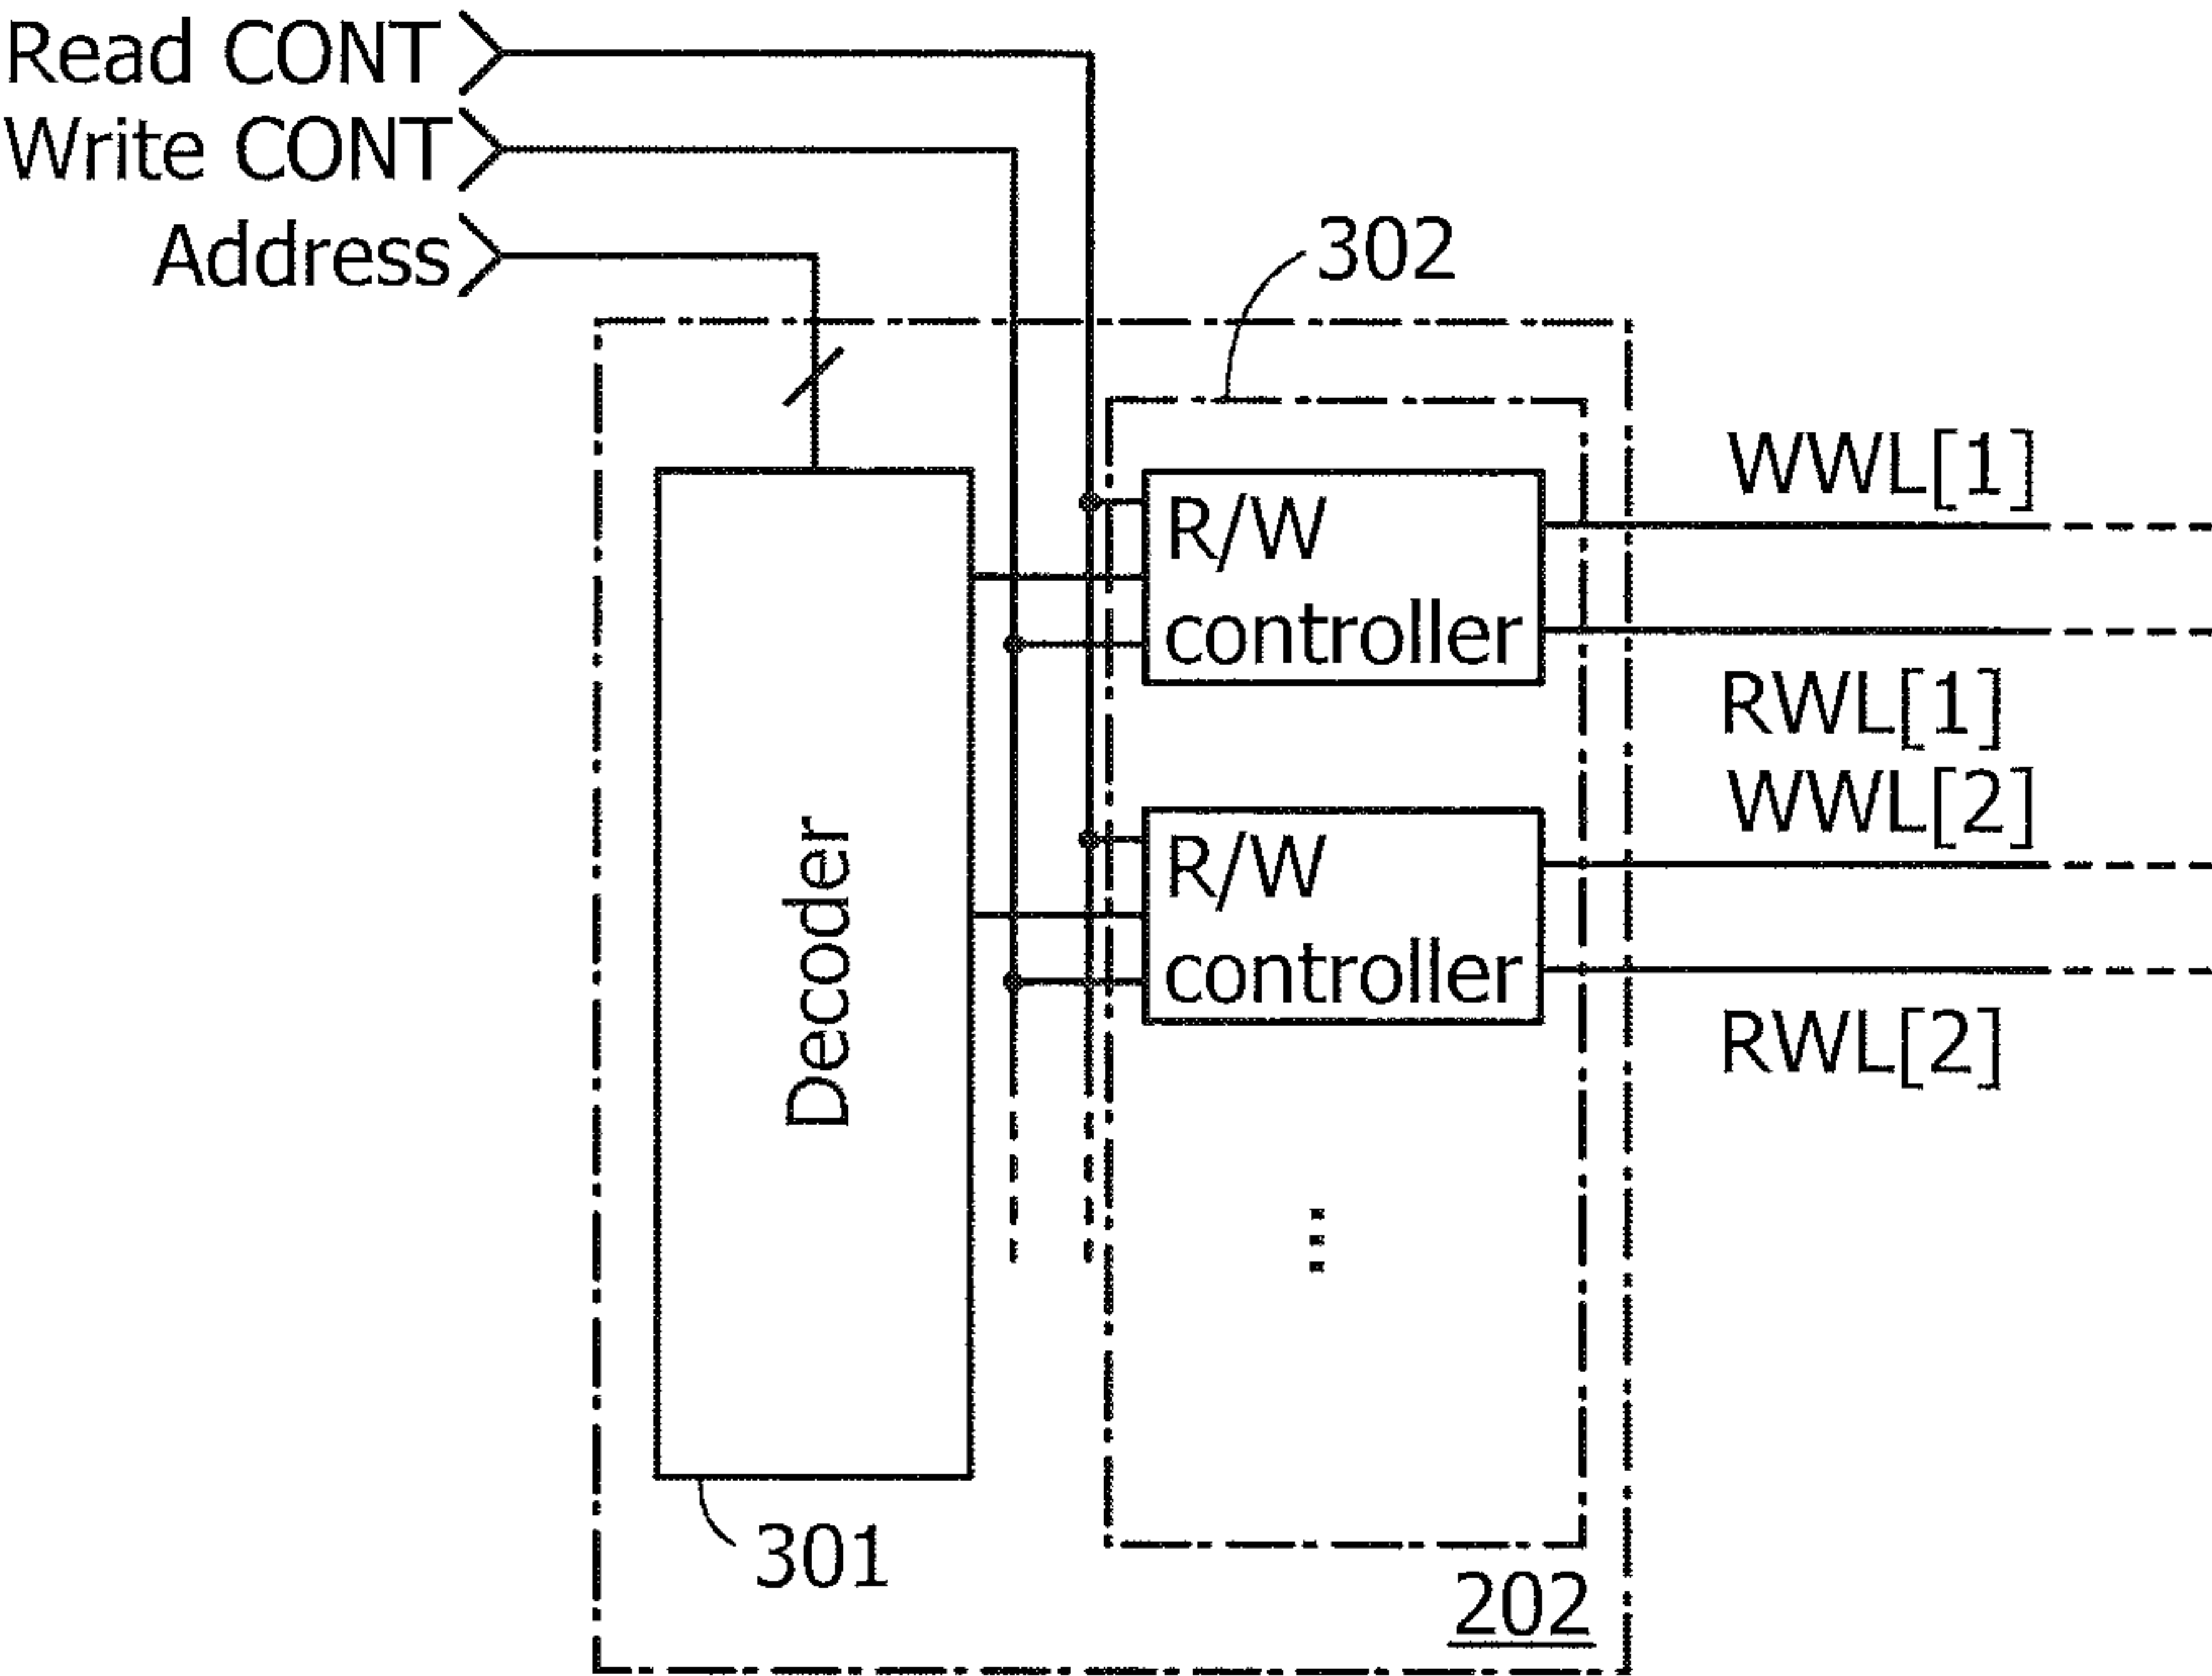 Read CONT
Write CONT
Address
302
WWL[1]
R/W
controller
RWL[1]
WWL[2]
R/W
controller
RWL[2]
Decoder
301
202